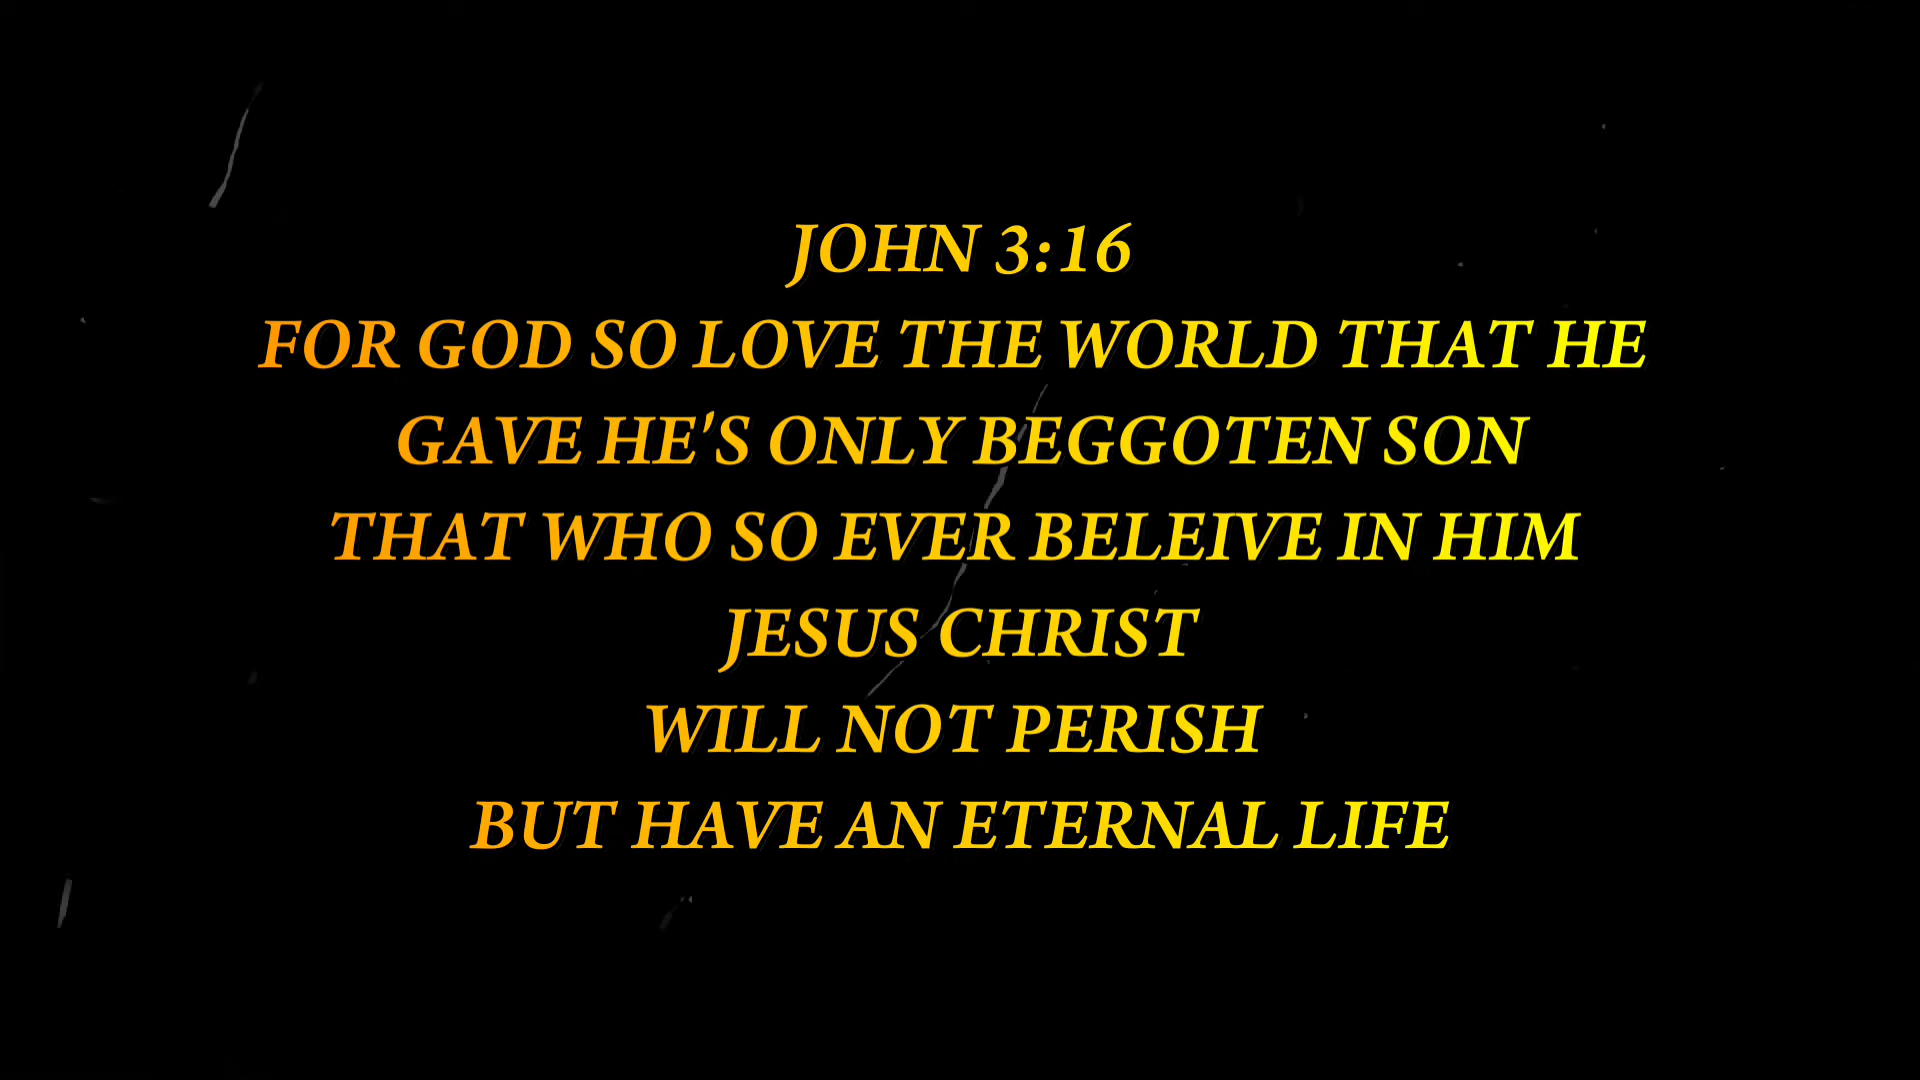 JOHN 3:16
FOR GOD SO LOVE THE WORLD THAT HE
GAVE HE'S ONLY BEGGOTEN SON
THAT WHO SO EVER BELEIVE IN HIM
JESUS CHRIST
WILL NOT PERISH
BUT HAVE AN ETERNAL LIFE